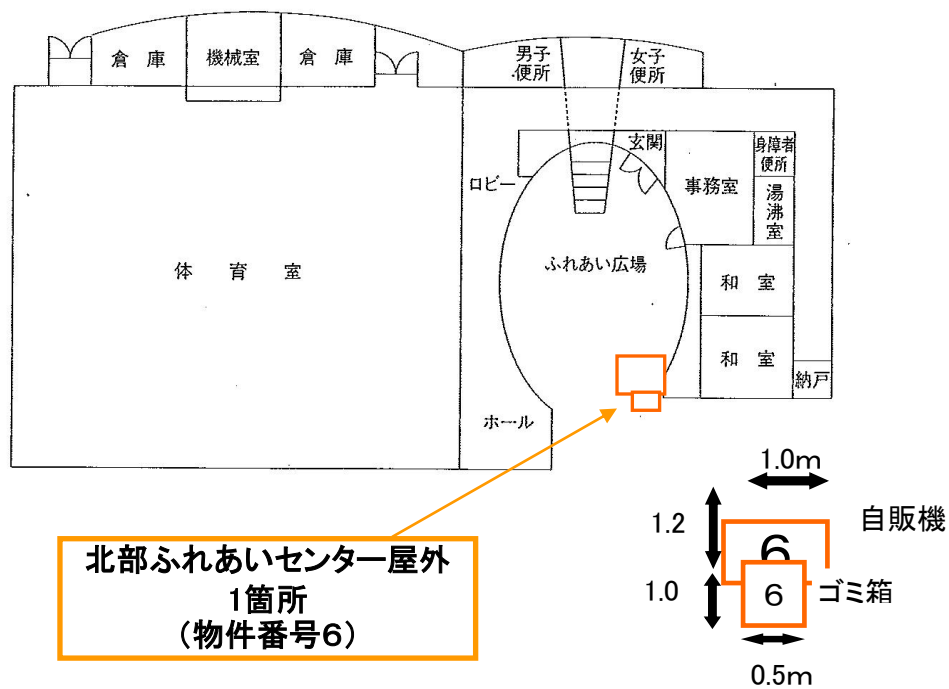 倉庫
機械室
倉庫
男子
便所
女子
便所
玄関
身障者
便所
ロビー
事務室
湯沸室
体育室
ふれあい広場
和室
和室
納戸
ホール
北部ふれあいセンター屋外
1箇所
（物件番号6）
1.0m
1.2
自販機
6
1.0
6
ゴミ箱
0.5m